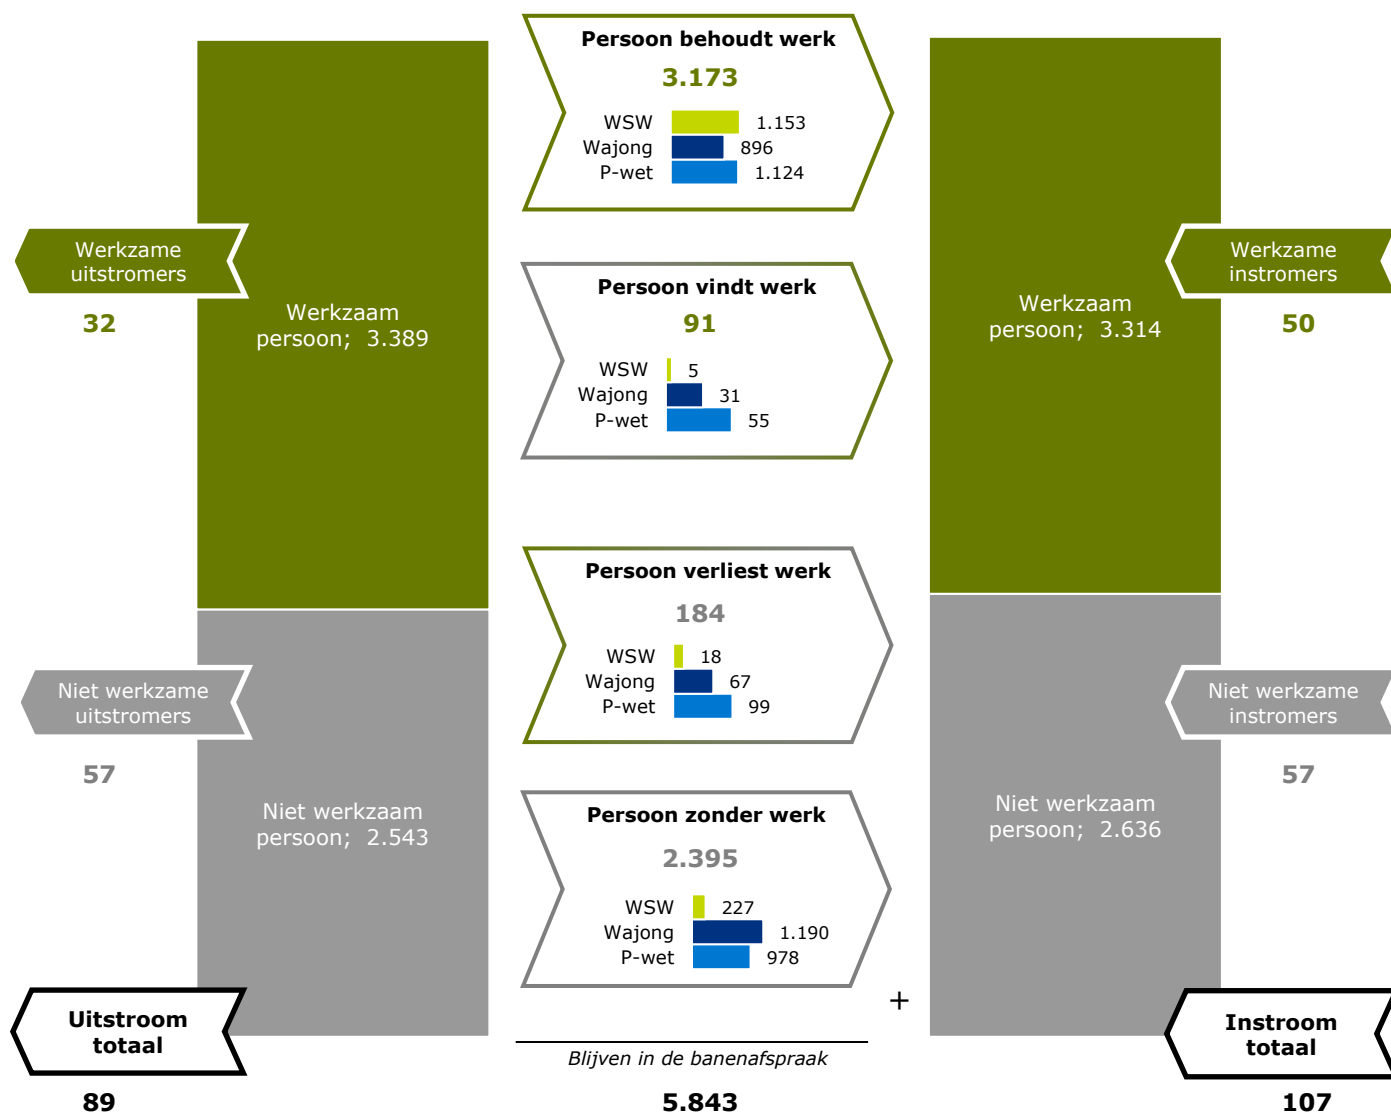 Werkzame
uitstromers
32
Werkzaam
persoon; 3.389
Niet werkzame
uitstromers
57
Niet werkzaam
persoon; 2.543
Uitstroom
totaal
89
Persoon behoudt werk
3.173
WSW 1.153
Wajong 896
P-wet 1.124
Persoon vindt werk
91
WSW 5
Wajong 31
P-wet 55
Persoon verliest werk
184
WSW 18
Wajong 67
P-wet 99
Persoon zonder werk
2.395
WSW 227
Wajong 1.190
P-wet 978
+
Blijven in de banenafspraak
5.843
Werkzaam
persoon; 3.314
Werkzame
instromers
50
Niet werkzaam
persoon; 2.636
Niet werkzame
instromers
57
Instroom
totaal
107